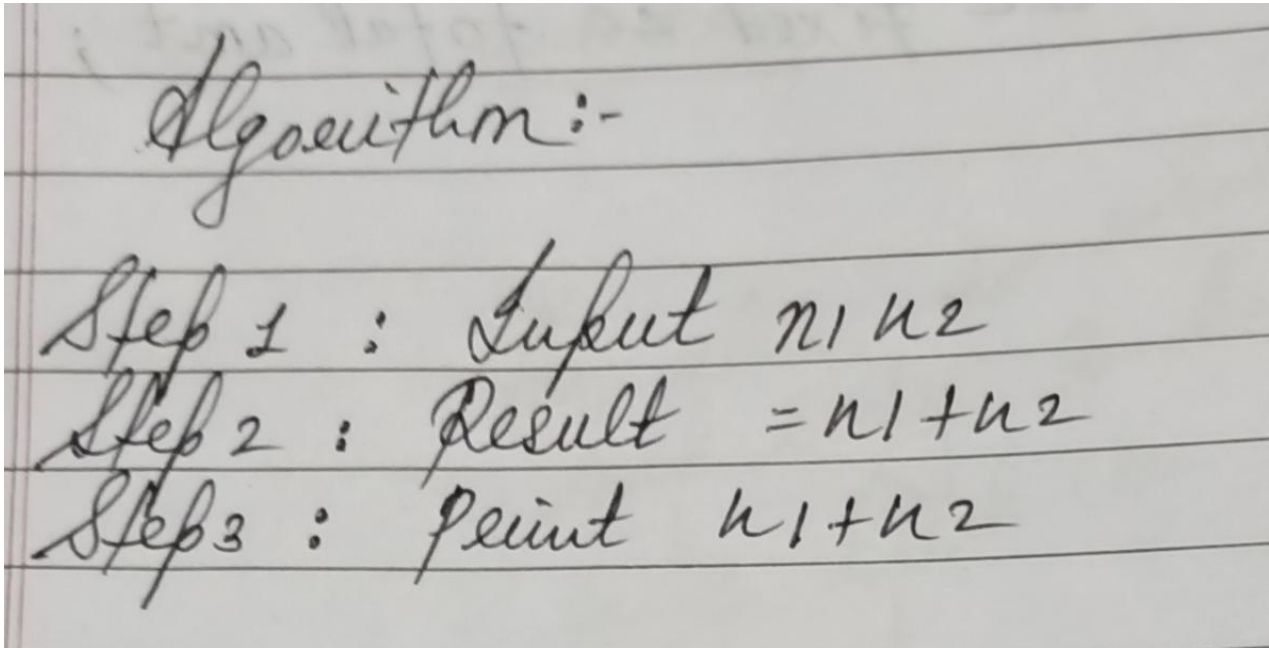 Algorithm :-
Step 1 : Input n1 n2
Step 2 : Result = n1+n2
Step 3 : Print n1+n2